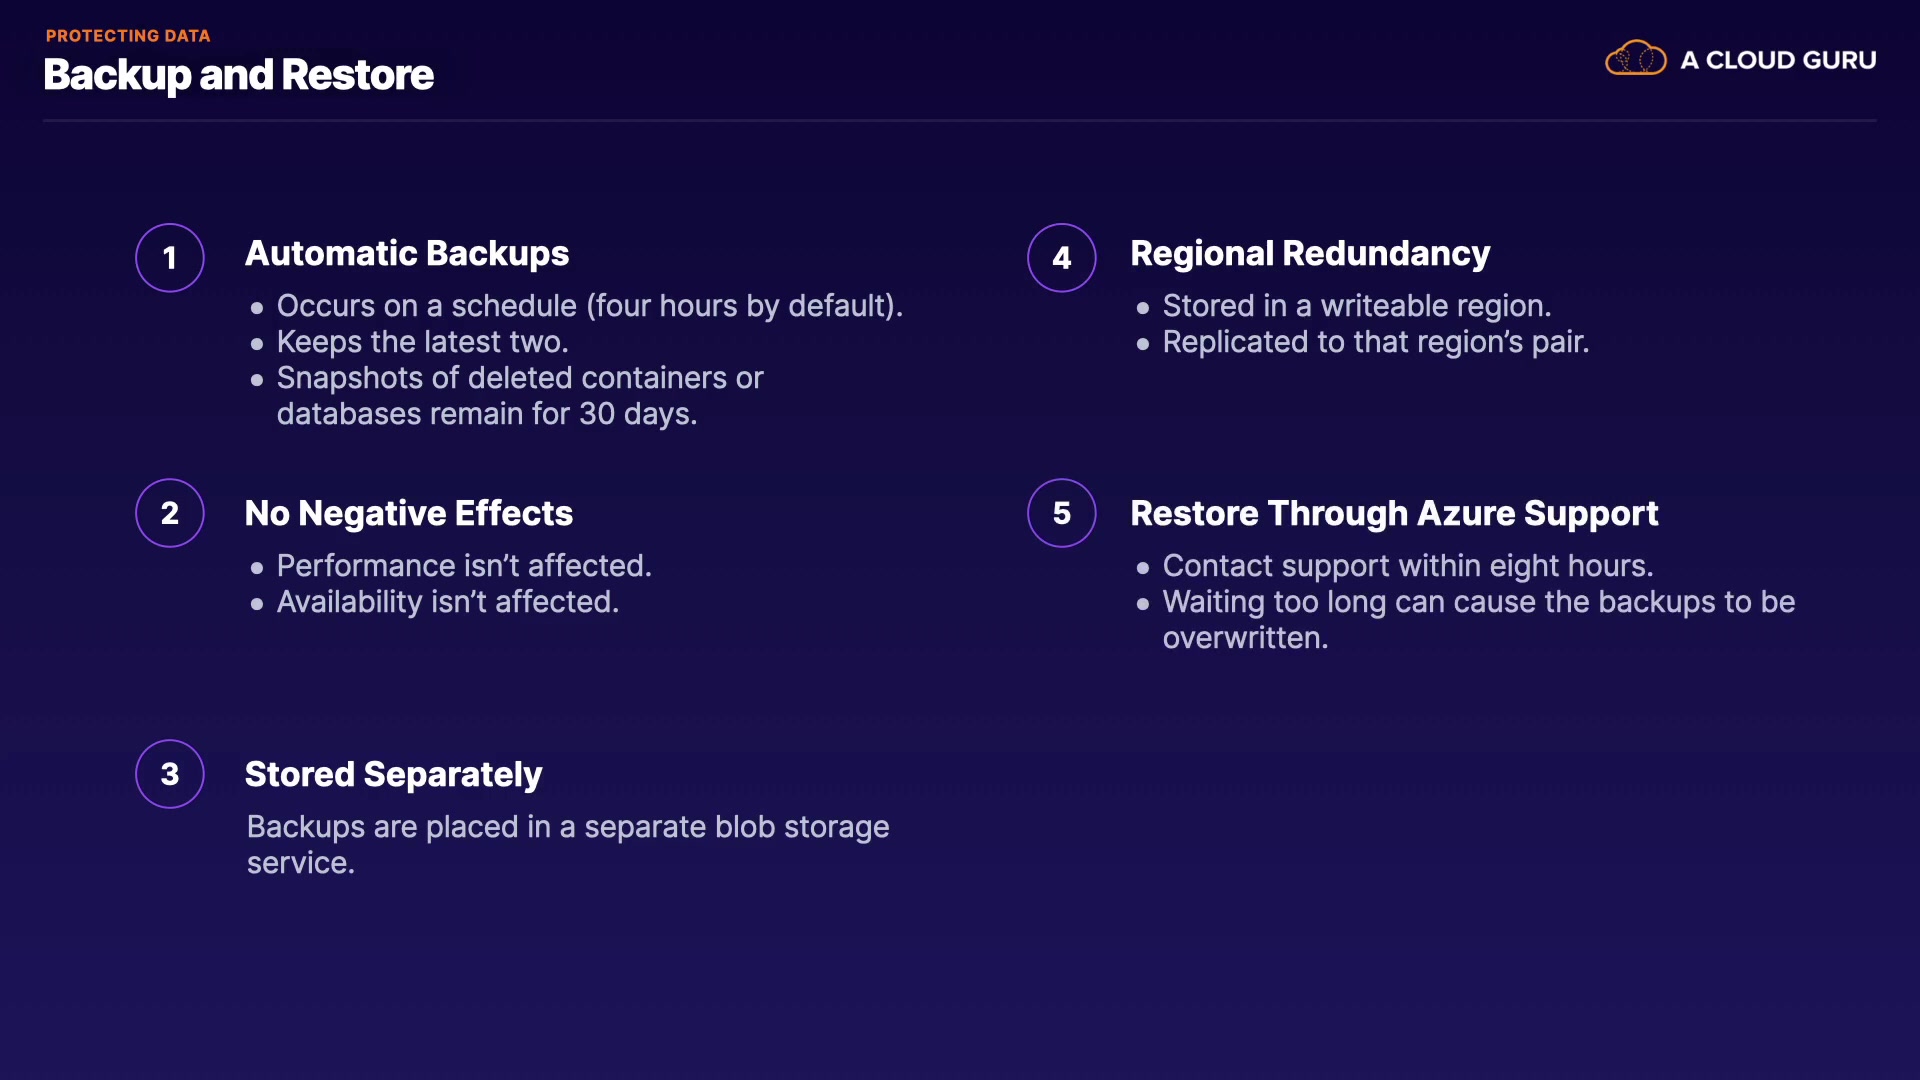 PROTECTING DATA
Backup and Restore
A CLOUD GURU
1
Automatic Backups
• Occurs on a schedule (four hours by default).
• Keeps the latest two.
• Snapshots of deleted containers or
databases remain for 30 days.
2
No Negative Effects
• Performance isn’t affected.
• Availability isn’t affected.
3
Stored Separately
Backups are placed in a separate blob storage
service.
4
Regional Redundancy
• Stored in a writeable region.
• Replicated to that region’s pair.
5
Restore Through Azure Support
• Contact support within eight hours.
• Waiting too long can cause the backups to be
overwritten.